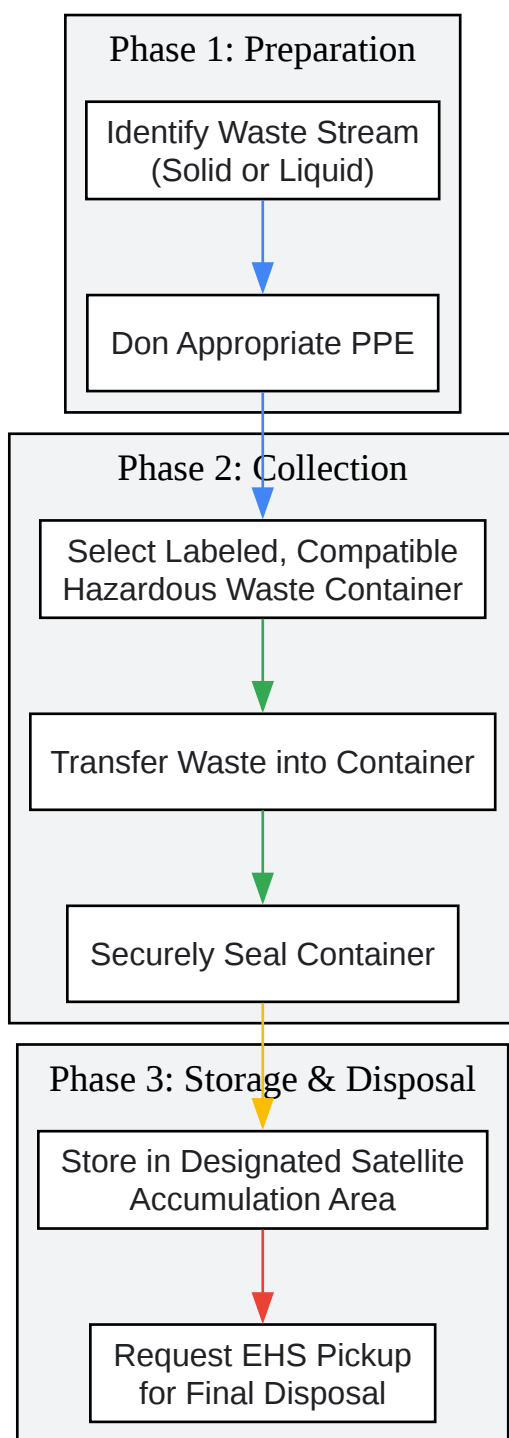 Phase 1: Preparation
Identify Waste Stream
(Solid or Liquid)
Don Appropriate PPE
Phase 2: Collection
Select Labeled, Compatible
Hazardous Waste Container
Transfer Waste into Container
Securely Seal Container
Phase 3: Storage & Disposal
Store in Designated Satellite
Accumulation Area
Request EHS Pickup
for Final Disposal